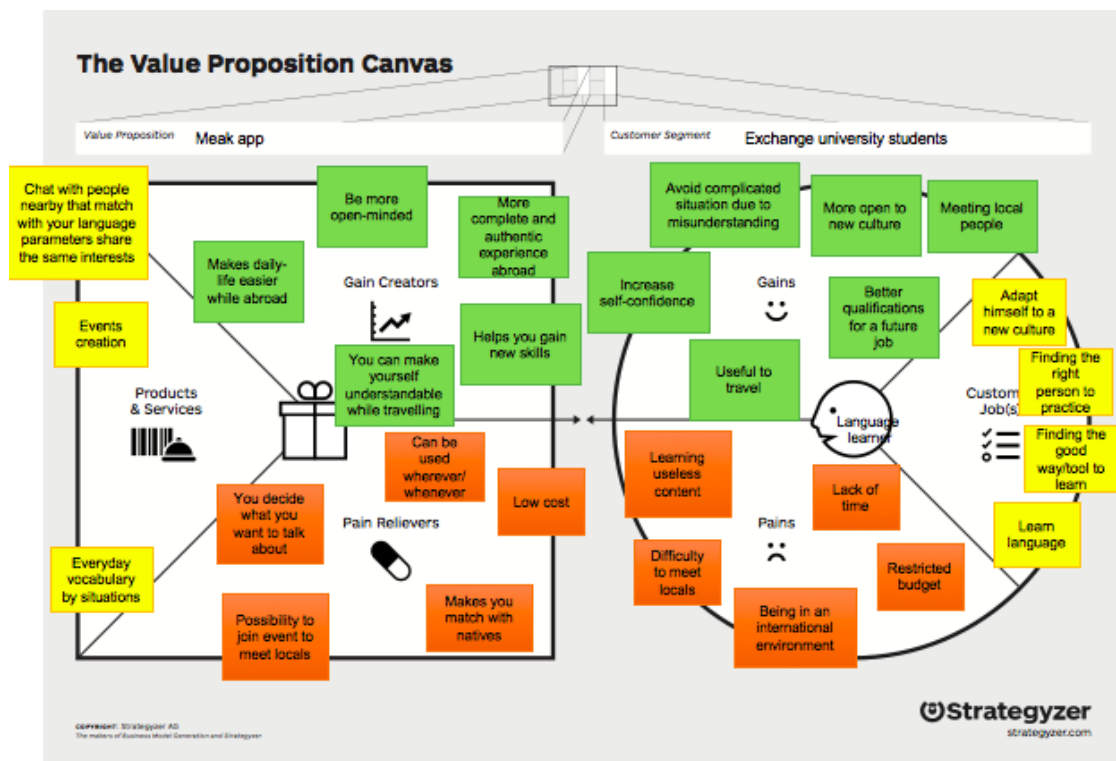 The Value Proposition Canvas
Value Proposition
Meak app
Customer Segment
Exchange university students
Chat with people
nearby that match
with your language
parameters share
the same interests
Events
creation
Products
& Services
Everyday
vocabulary
by situations
Be more
open-minded
More
complete and
authentic
experience
abroad
Makes daily-
life easier
while abroad
Gain Creators
Helps you gain
new skills
You can make
yourself
understandable
while travelling
Can be
used
wherever/
whenever
Low cost
You decide
what you
want to talk
about
Pain Relievers
Possibility to
join event to
meet locals
Makes you
match with
natives
Avoid complicated
situation due to
misunderstanding
More open to
new culture
Meeting local
people
Increase
self-confidence
Gains
Better
qualifications
for a future
job
Useful to
travel
Adapt
himself to a
new culture
Finding the
right
person to
practice
Custom
Job(s)
Finding the
good
way/tool to
learn
Learn
language
Language
learner
Learning
useless
content
Lack of
time
Pains
Difficulty
to meet
locals
Restricted
budget
Being in an
international
environment
COPYRIGHT: Strategyzer AG
The makers of Business Model Generation and Strategyzer
Strategyzer
strategyzer.com